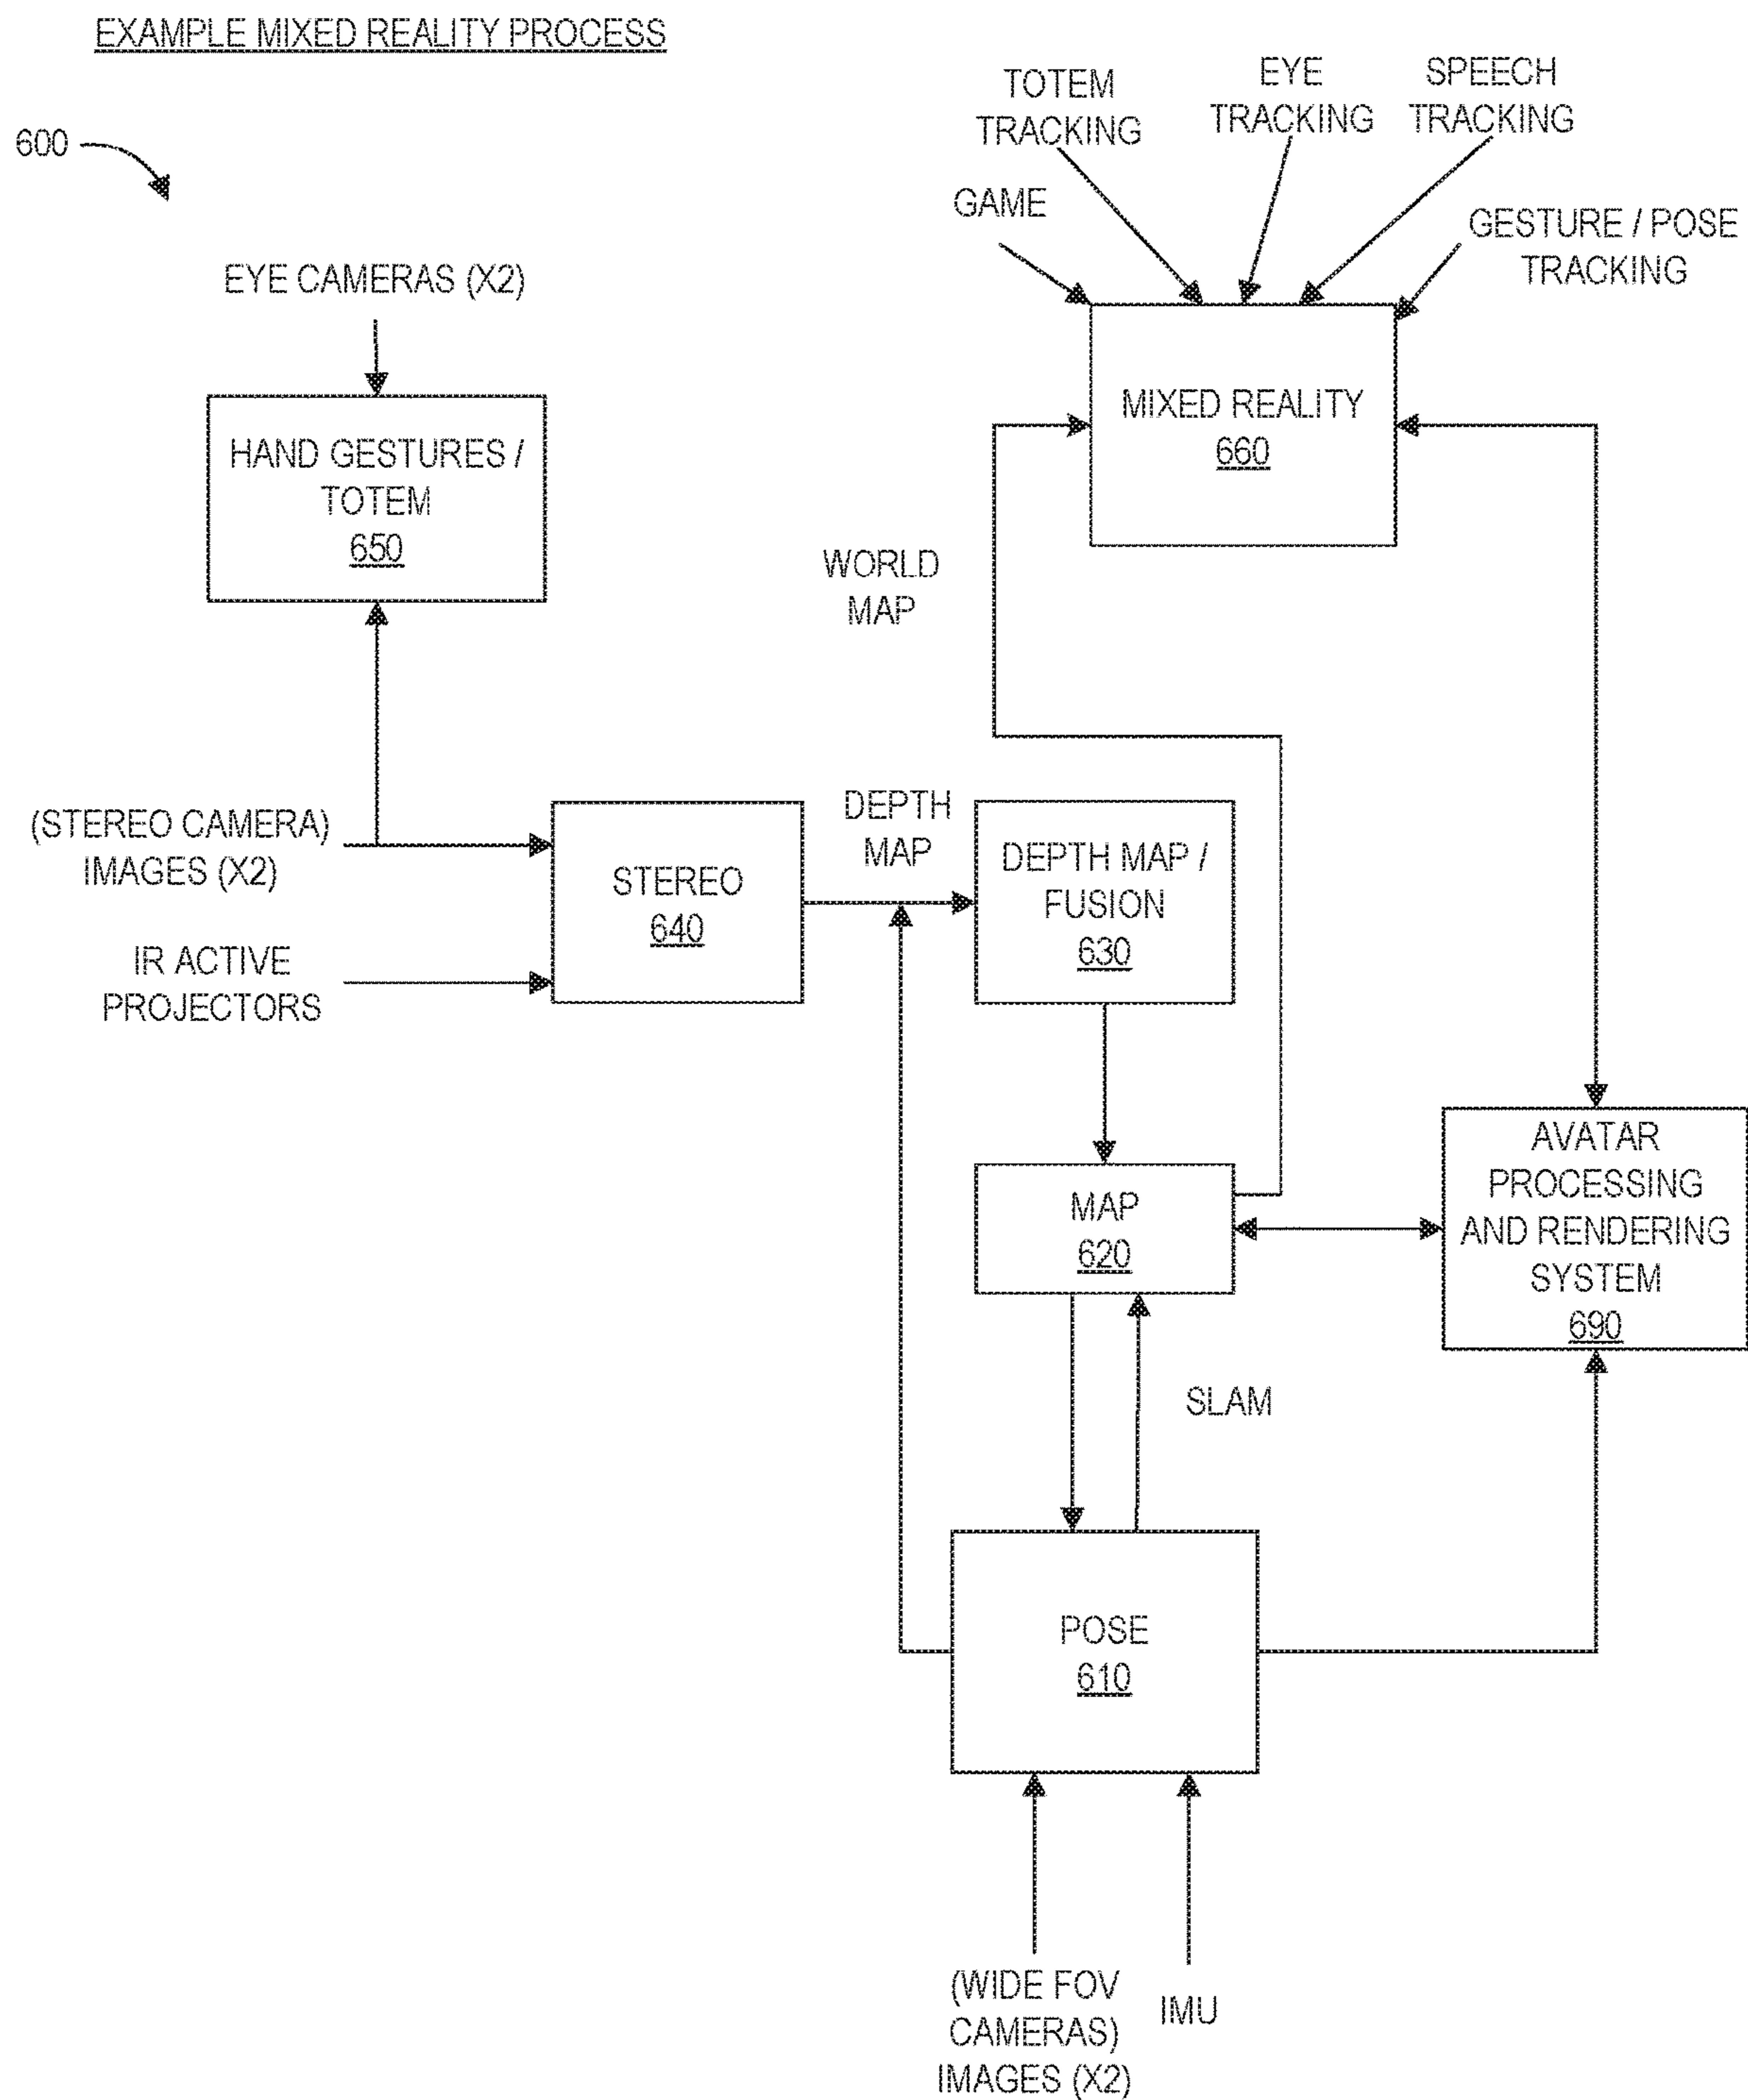 EXAMPLE MIXED REALITY PROCESS
600
TOTEM
TRACKING
EYE
TRACKING
SPEECH
TRACKING
GAME
GESTURE / POSE
TRACKING
EYE CAMERAS (X2)
HAND GESTURES /
TOTEM
650
MIXED REALITY
660
WORLD
MAP
(STEREO CAMERA)
IMAGES (X2)
IR ACTIVE
PROJECTORS
STEREO
640
DEPTH
MAP
DEPTH MAP /
FUSION
630
MAP
620
AVATAR
PROCESSING
AND RENDERING
SYSTEM
690
SLAM
POSE
610
(WIDE FOV
CAMERAS)
IMAGES (X2)
IMU